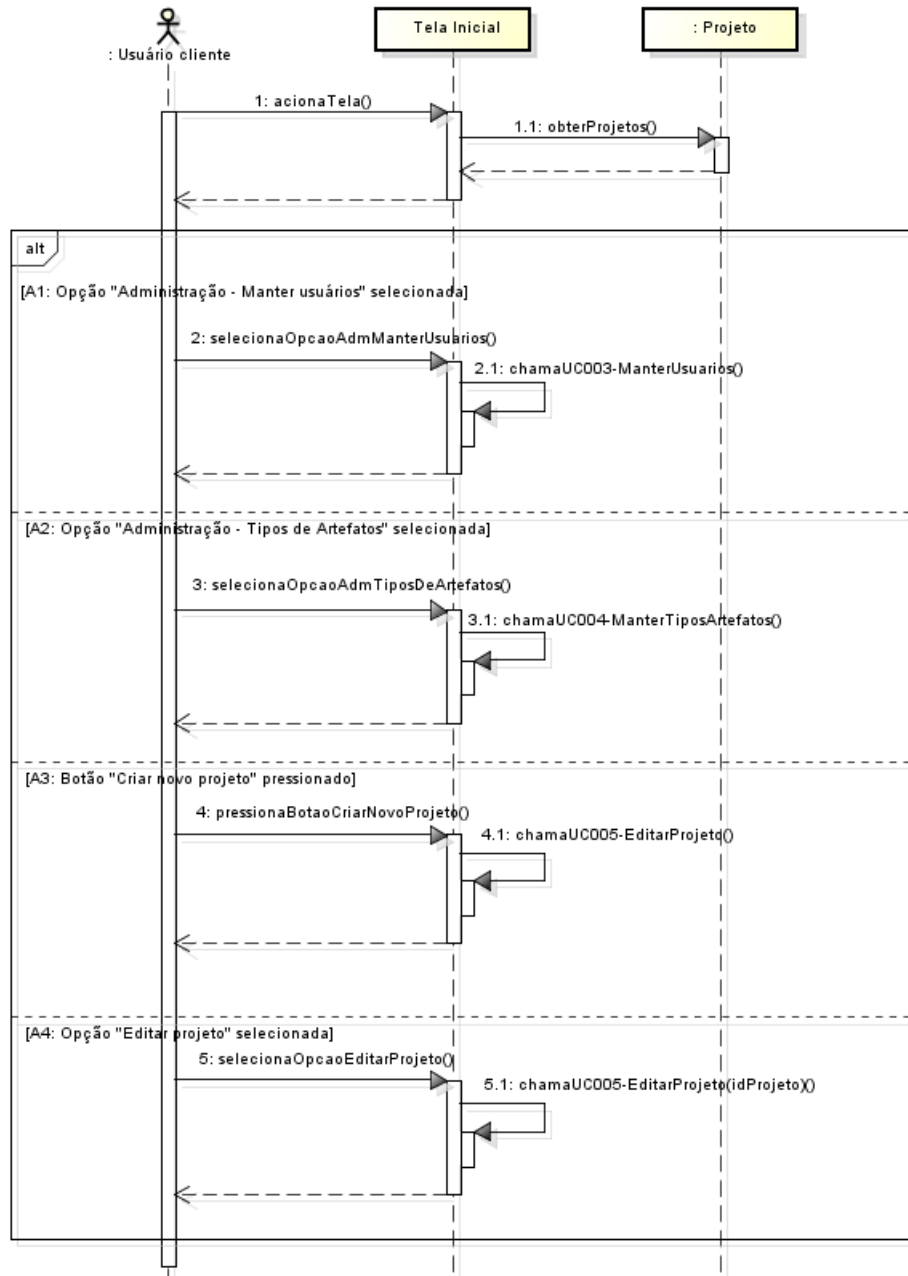 : Usuário cliente
Tela Inicial
: Projeto
1: acionaTela()
1.1: obterProjetos()
alt
[A1: Opção "Administração - Manter usuários" selecionada]
2: selecionaOpcaoAdmManterUsuarios()
2.1: chamaUC003-ManterUsuarios()
[A2: Opção "Administração - Tipos de Artefatos" selecionada]
3: selecionaOpcaoAdmTiposDeArtefatos()
3.1: chamaUC004-ManterTiposArtefatos()
[A3: Botão "Criar novo projeto" pressionado]
4: pressionaBotaoCriarNovoProjeto()
4.1: chamaUC005-EditarProjeto()
[A4: Opção "Editar projeto" selecionada]
5: selecionaOpcaoEditarProjeto()
5.1: chamaUC005-EditarProjeto(idProjeto)()